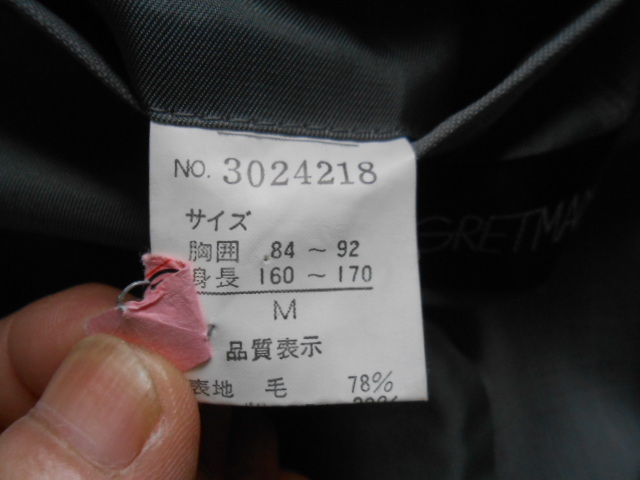 NO. 3024218
サイズ
胸囲 84 ~ 92
身長 160 ~ 170
M
品質表示
表地 毛 78%
GRETMAN